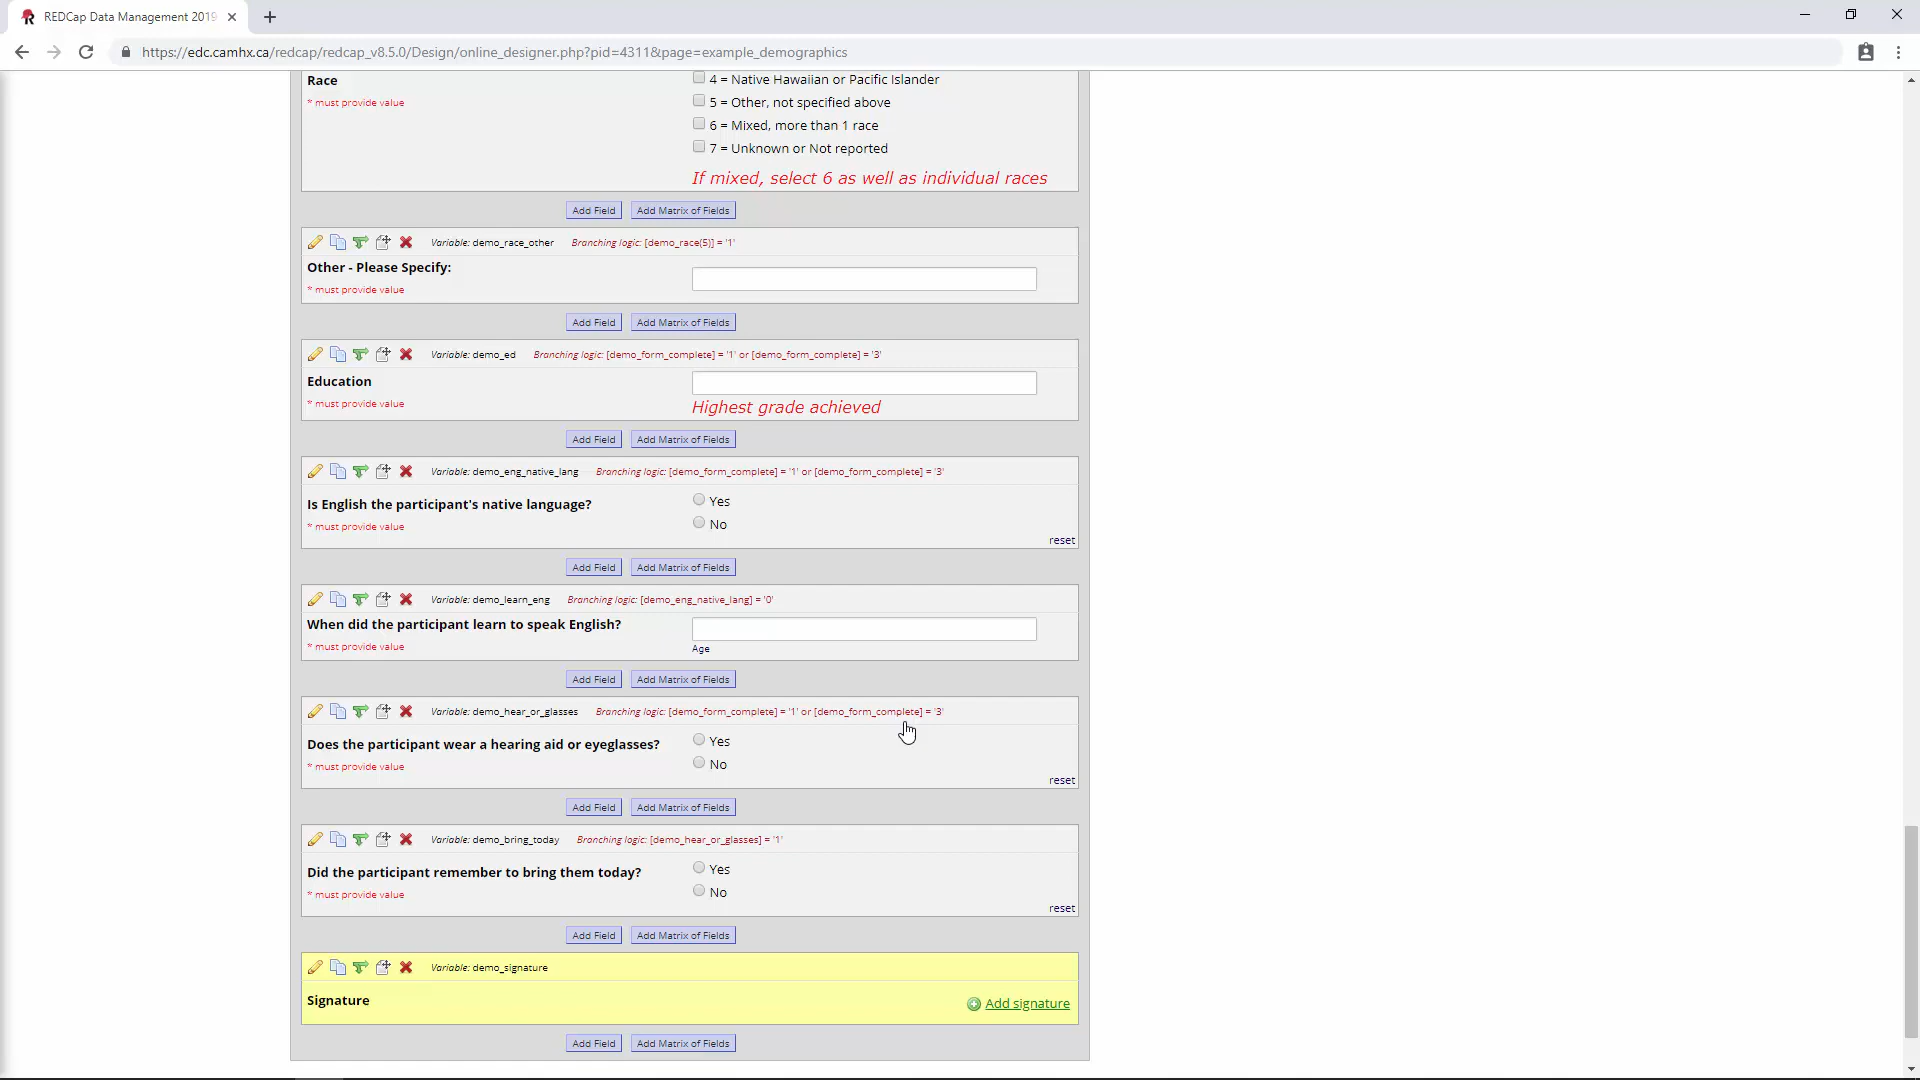 REDCap Data Management 2019
https://edc.camhx.ca/redcap/redcap_v8.5.0/Design/online_designer.php?pid=4311&page=example_demographics
Race
* must provide value
4 = Native Hawaiian or Pacific Islander
5 = Other, not specified above
6 = Mixed, more than 1 race
7 = Unknown or Not reported
If mixed, select 6 as well as individual races
Add Field Add Matrix of Fields
Variable: demo_race_other Branching logic: [demo_race(5)] = '1'
Other - Please Specify:
* must provide value
Add Field Add Matrix of Fields
Variable: demo_ed Branching logic: [demo_form_complete] = '1' or [demo_form_complete] = '3'
Education
* must provide value
Highest grade achieved
Add Field Add Matrix of Fields
Variable: demo_eng_native_lang Branching logic: [demo_form_complete] = '1' or [demo_form_complete] = '3'
Is English the participant's native language?
* must provide value
Yes
No
reset
Add Field Add Matrix of Fields
Variable: demo_learn_eng Branching logic: [demo_eng_native_lang] = '0'
When did the participant learn to speak English?
* must provide value
Age
Add Field Add Matrix of Fields
Variable: demo_hear_or_glasses Branching logic: [demo_form_complete] = '1' or [demo_form_complete] = '3'
Does the participant wear a hearing aid or eyeglasses?
* must provide value
Yes
No
reset
Add Field Add Matrix of Fields
Variable: demo_bring_today Branching logic: [demo_hear_or_glasses] = '1'
Did the participant remember to bring them today?
* must provide value
Yes
No
reset
Add Field Add Matrix of Fields
Variable: demo_signature
Signature
Add signature
Add Field Add Matrix of Fields